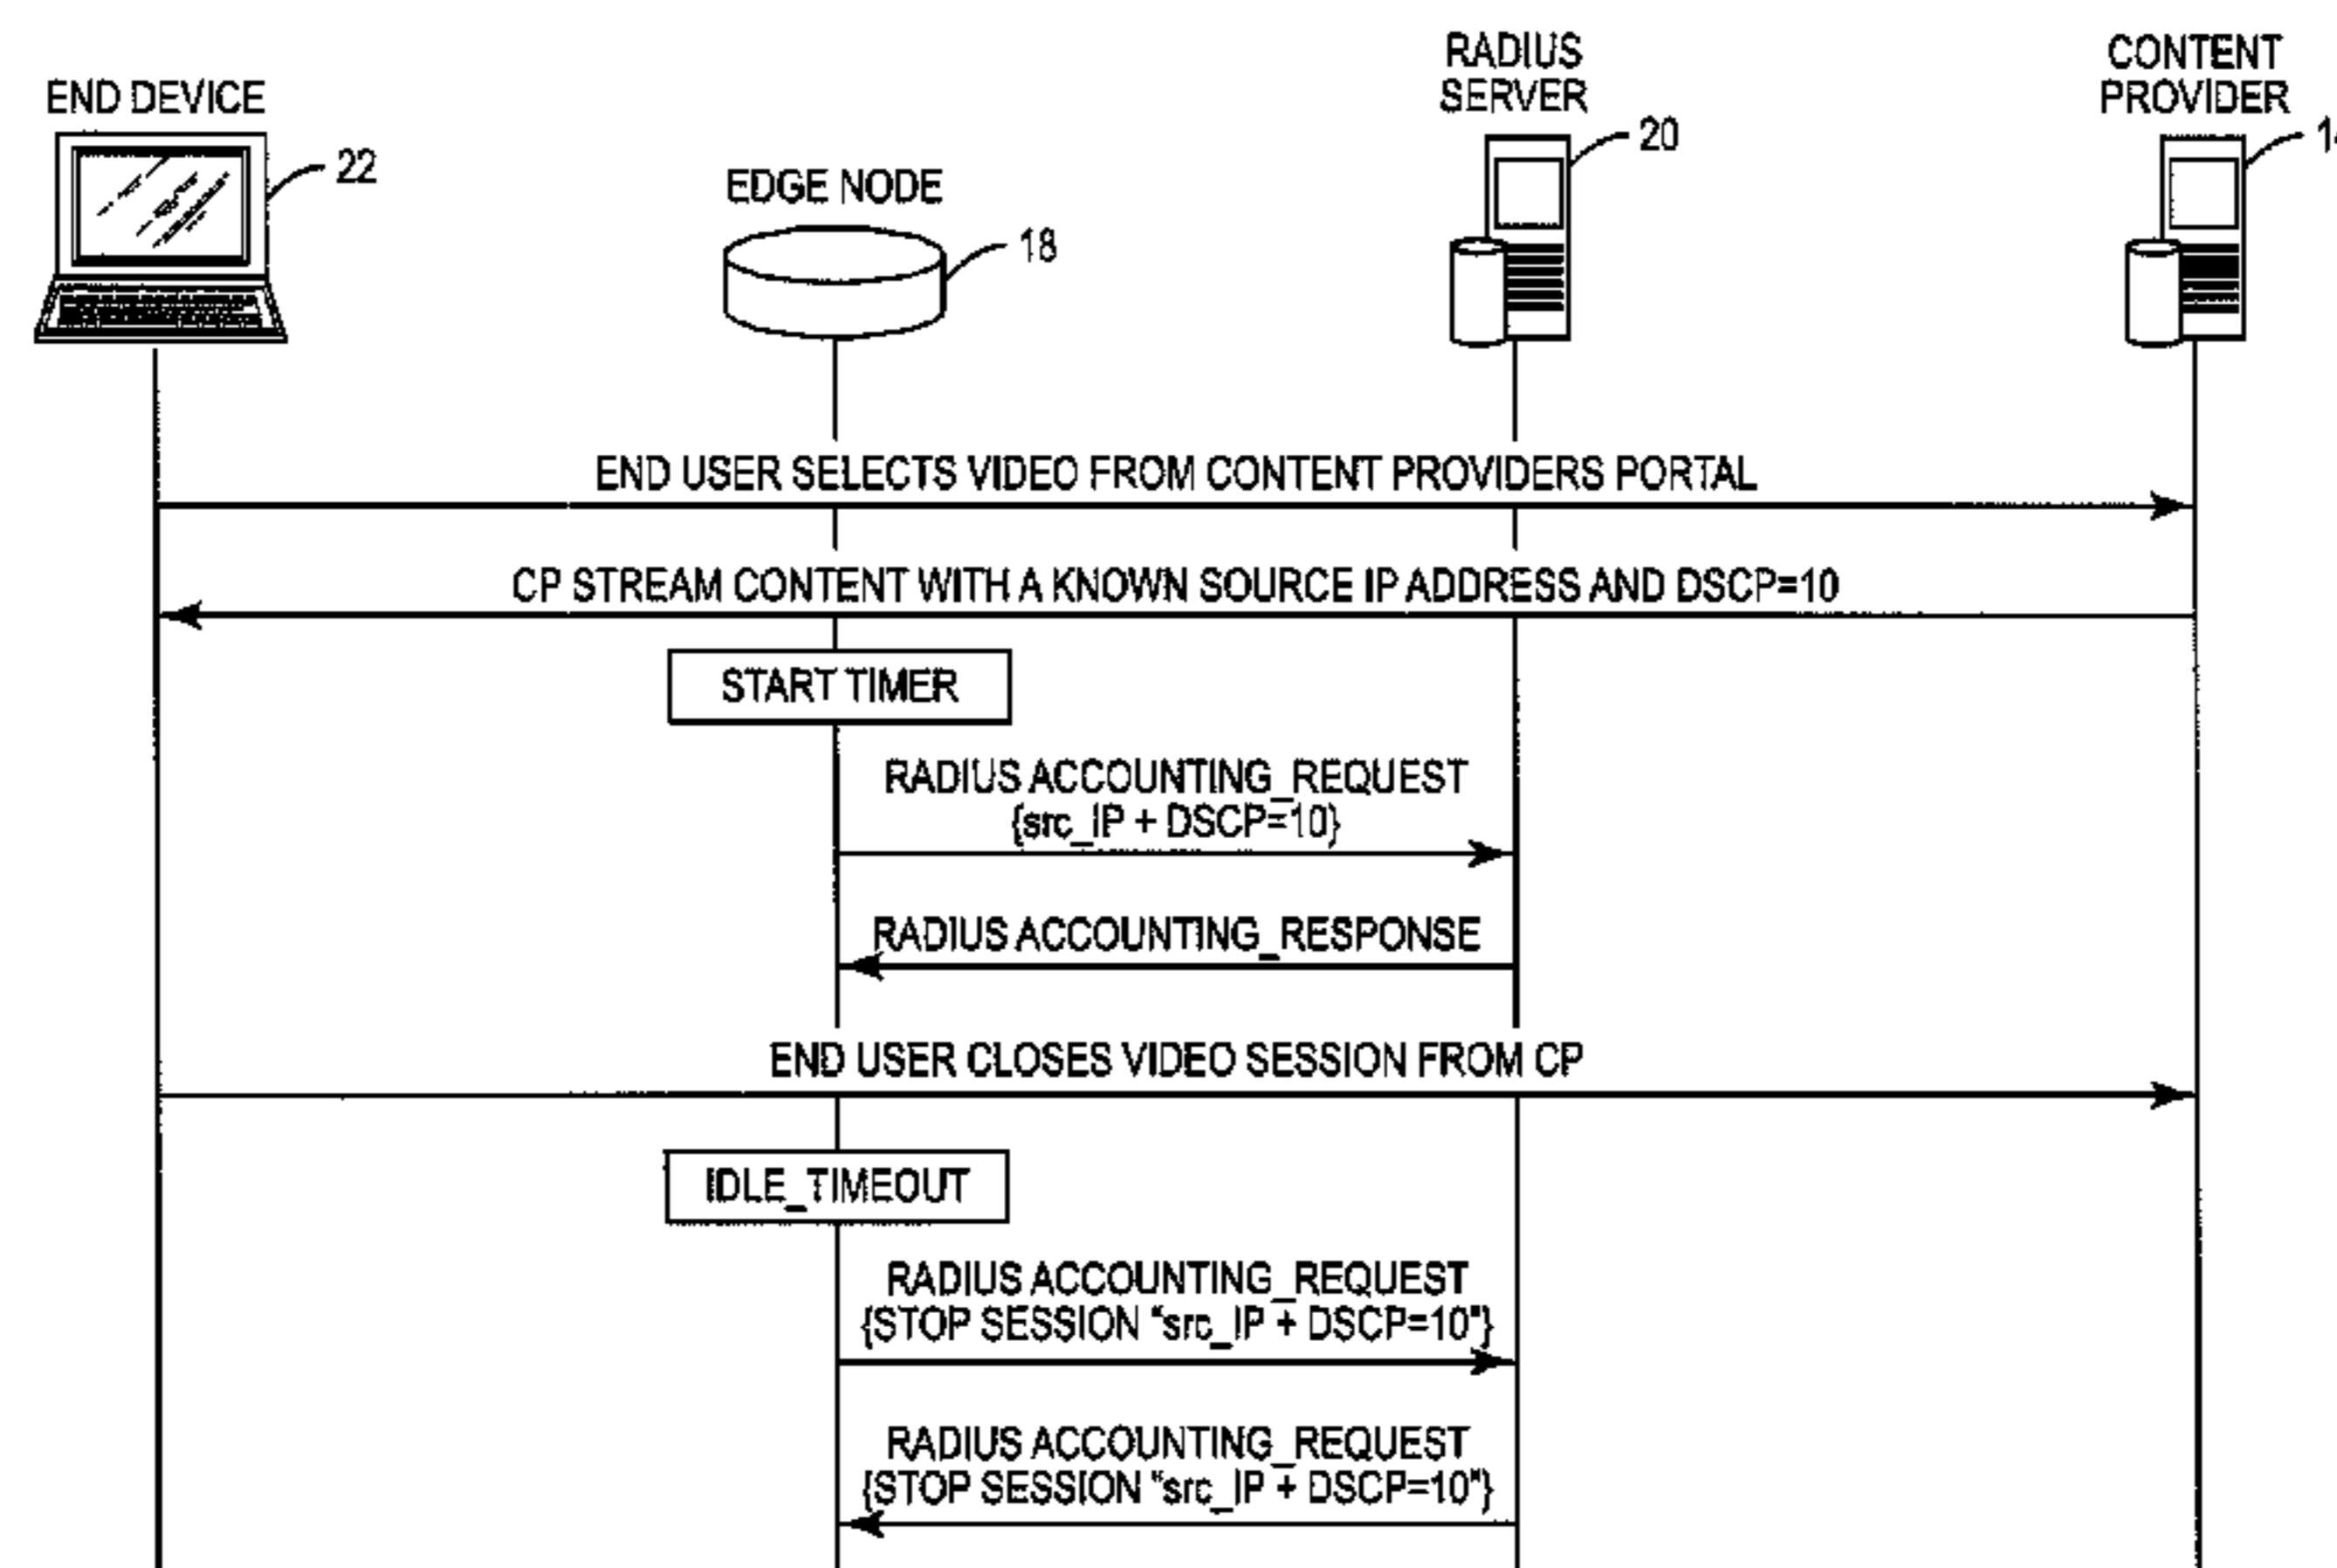 RADIUS
SERVER
CONTENT
PROVIDER
END DEVICE
20
22
EDGE NODE
18
END USER SELECTS VIDEO FROM CONTENT PROVIDERS PORTAL
CP STREAM CONTENT WITH A KNOWN SOURCE IP ADDRESS AND DSCP=10
START TIMER
RADIUS ACCOUNTING_REQUEST
{src_IP + DSCP=10}
RADIUS ACCOUNTING_RESPONSE
END USER CLOSES VIDEO SESSION FROM CP
IDLE_TIMEOUT
RADIUS ACCOUNTING_REQUEST
{STOP SESSION "src_IP + DSCP=10"}
RADIUS ACCOUNTING_REQUEST
{STOP SESSION "src_IP + DSCP=10"}